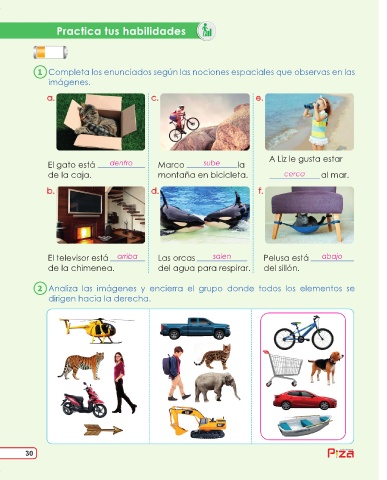 Practica tus habilidades
1 Completa los enunciados según las nociones espaciales que observas en las
imágenes.
a.
El gato está dentro
de la caja.
c.
Marco sube la
montaña en bicicleta.
e.
A Liz le gusta estar
cerca al mar.
b.
El televisor está arriba
de la chimenea.
d.
Las orcas salen
del agua para respirar.
f.
Pelusa está abajo
del sillón.
2 Analiza las imágenes y encierra el grupo donde todos los elementos se
dirigen hacia la derecha.
30